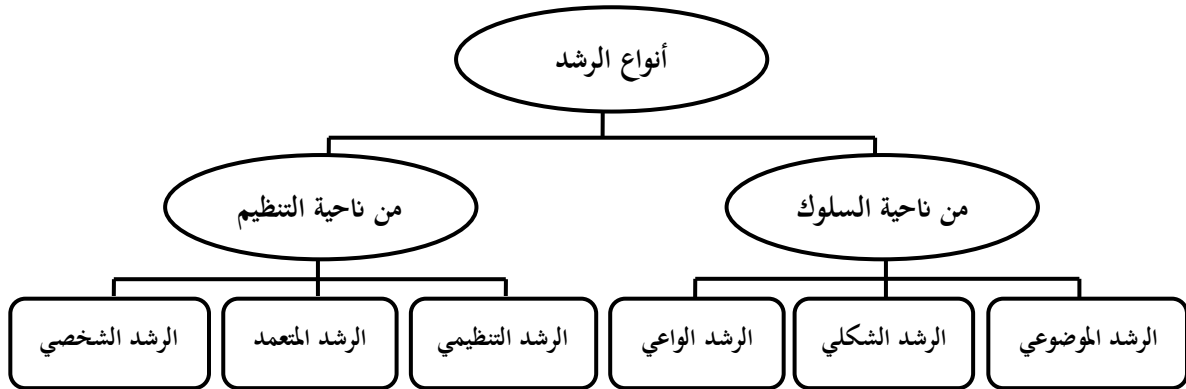 أنواع الرشد
من ناحية السلوك
من ناحية التنظيم
الرشد الموضوعي
الرشد الشكلي
الرشد الواعي
الرشد التنظيمي
الرشد المتعمد
الرشد الشخصي